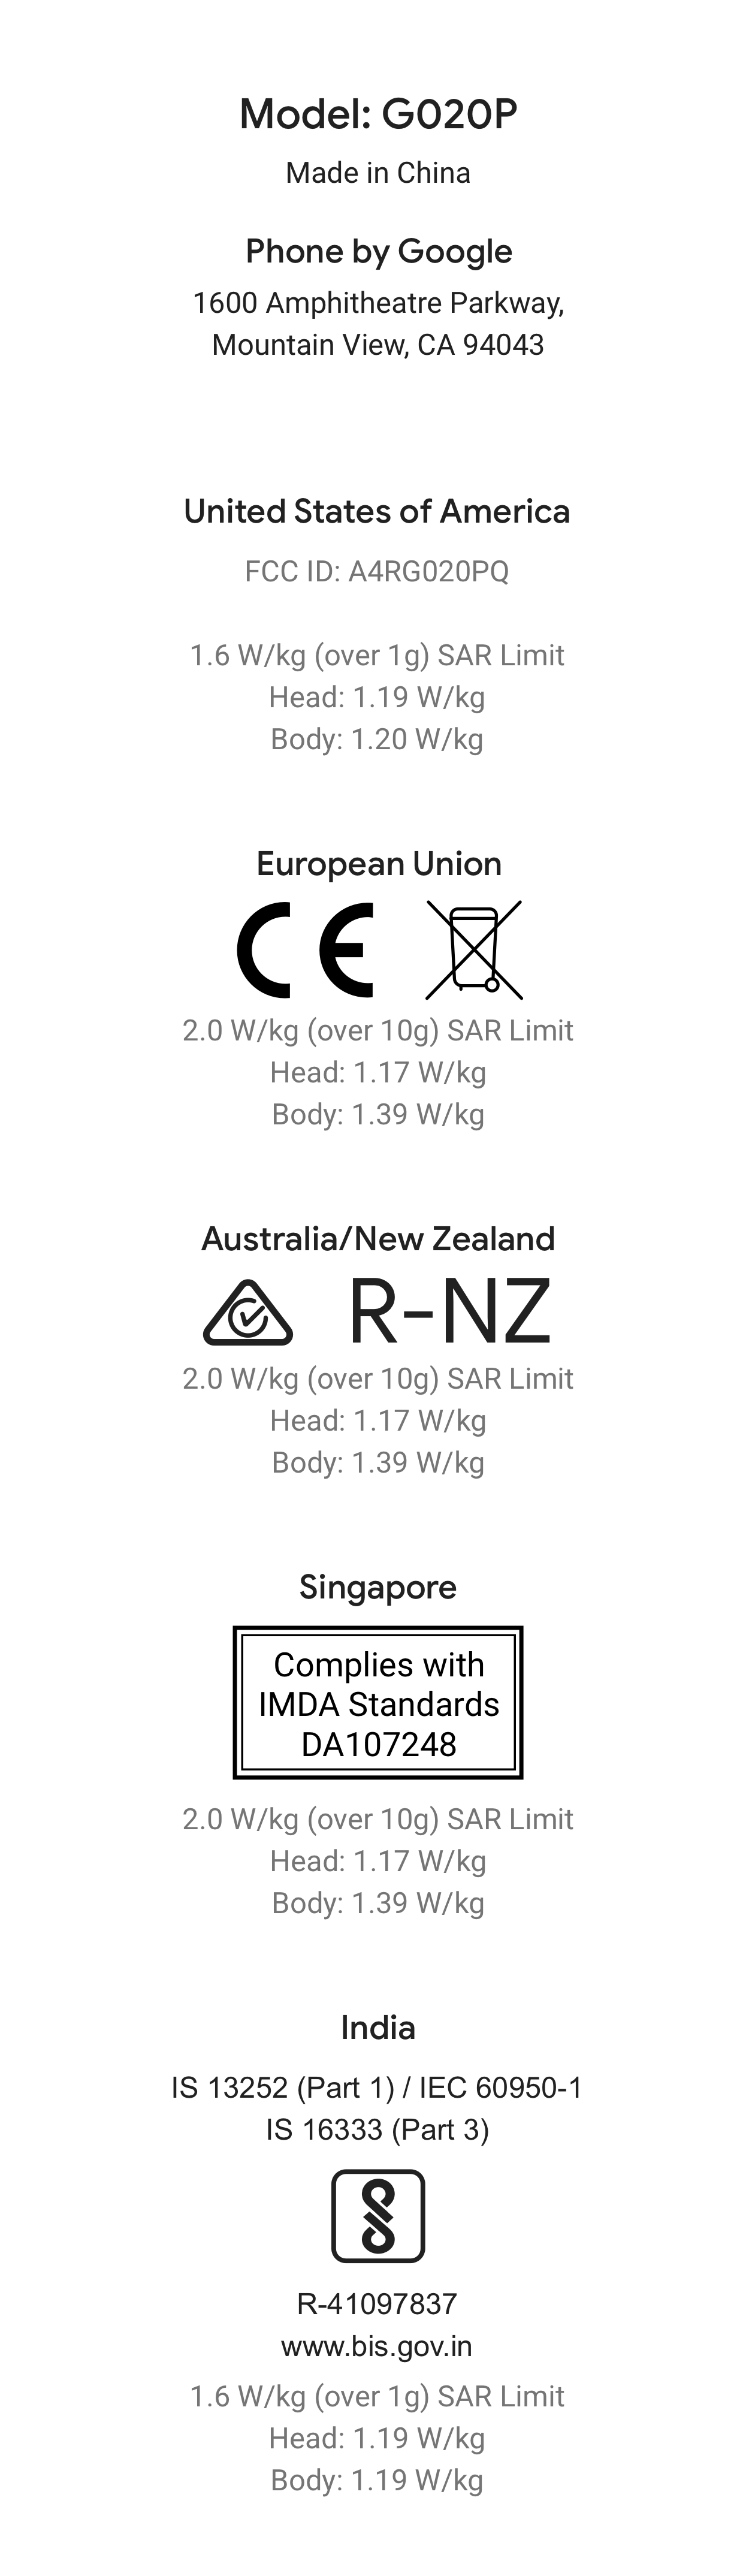 Model: G020P
Made in China
Phone by Google
1600 Amphitheatre Parkway,
Mountain View, CA 94043
United States of America
FCC ID: A4RG020PQ
1.6 W/kg (over 1g) SAR Limit
Head: 1.19 W/kg
Body: 1.20 W/kg
European Union
CE
2.0 W/kg (over 10g) SAR Limit
Head: 1.17 W/kg
Body: 1.39 W/kg
Australia/New Zealand
R-NZ
2.0 W/kg (over 10g) SAR Limit
Head: 1.17 W/kg
Body: 1.39 W/kg
Singapore
Complies with
IMDA Standards
DA107248
2.0 W/kg (over 10g) SAR Limit
Head: 1.17 W/kg
Body: 1.39 W/kg
India
IS 13252 (Part 1) / IEC 60950-1
IS 16333 (Part 3)
R-41097837
www.bis.gov.in
1.6 W/kg (over 1g) SAR Limit
Head: 1.19 W/kg
Body: 1.19 W/kg